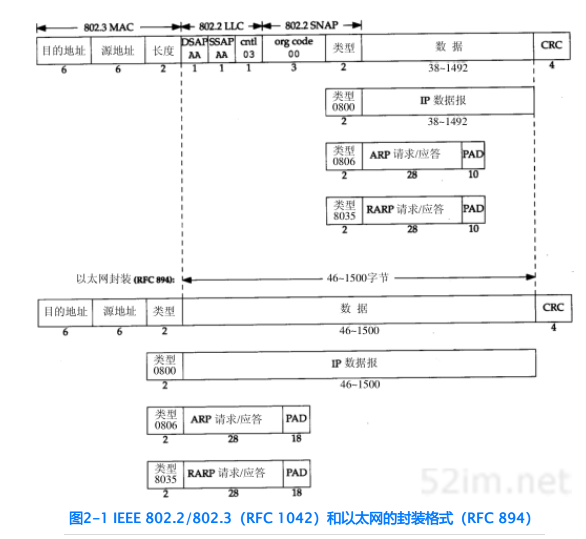 802.3 MAC 802.2 LLC 802.2 SNAP
目的地址 源地址 长度 DSAP AA SSAP AA cntl 03 org code 00 类型 数 据 CRC
6 6 2 1 1 1 3 2 38~1492 4
类型 0800 IP 数据报
2 38~1492
类型 0806 ARP 请求/应答 PAD
2 28 10
类型 8035 RARP 请求/应答 PAD
2 28 10
以太网封装(RFC 894): 46~1500字节
目的地址 源地址 类型 数 据 CRC
6 6 2 46~1500 4
类型 0800 IP 数据报
2 46~1500
类型 0806 ARP 请求/应答 PAD
2 28 18
类型 8035 RARP 请求/应答 PAD
2 28 18
52im.net
图2-1 IEEE 802.2/802.3（RFC 1042）和以太网的封装格式（RFC 894）